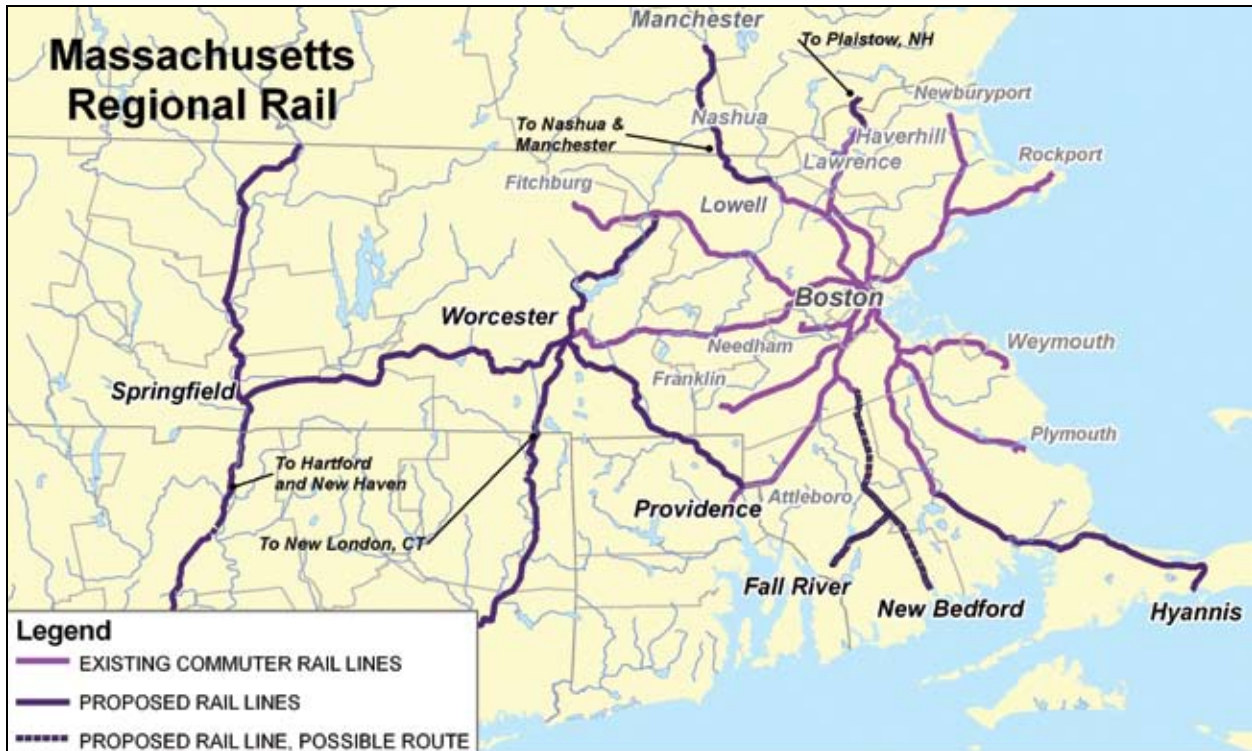 Massachusetts
Regional Rail
Manchester
To Plaistow, NH
Newburyport
Nashua
To Nashua &
Manchester
Haverhill
Lawrence
Rockport
Fitchburg
Lowell
Boston
Worcester
Needham
Weymouth
Franklin
Springfield
Plymouth
To Hartford
and New Haven
Attleboro
Providence
To New London, CT
Fall River
New Bedford
Hyannis
Legend
EXISTING COMMUTER RAIL LINES
PROPOSED RAIL LINES
PROPOSED RAIL LINE, POSSIBLE ROUTE